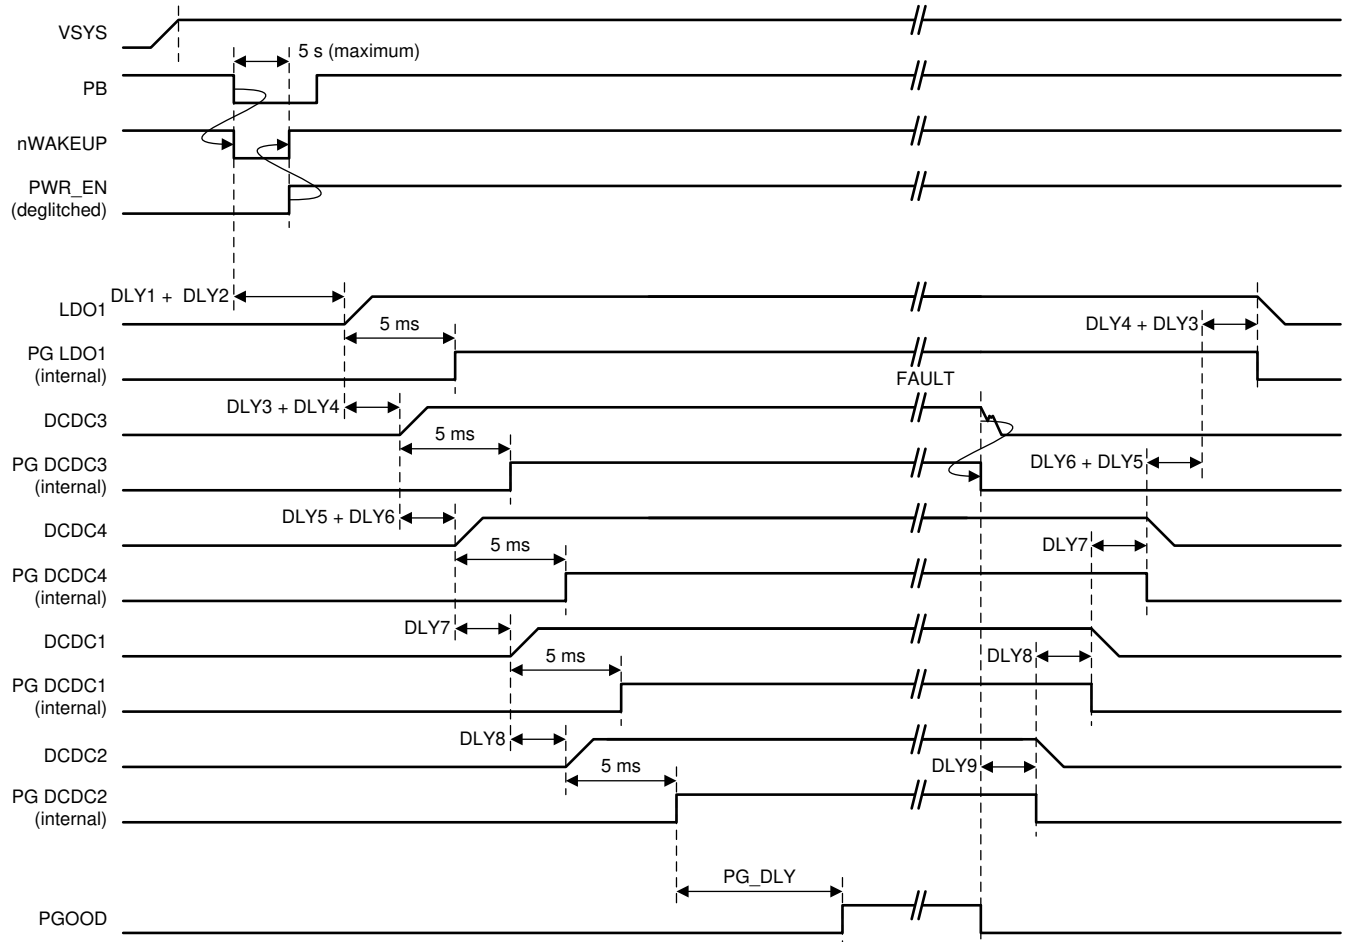 VSYS
5 s (maximum)
PB
nWAKEUP
PWR_EN
(deglitched)
DLY1 + DLY2
LDO1
5 ms
DLY4 + DLY3
PG LDO1
(internal)
FAULT
DLY3 + DLY4
DCDC3
5 ms
PG DCDC3
(internal)
DLY6 + DLY5
DLY5 + DLY6
DCDC4
5 ms
DLY7
PG DCDC4
(internal)
DLY7
DCDC1
5 ms
DLY8
PG DCDC1
(internal)
DLY8
DCDC2
5 ms
DLY9
PG DCDC2
(internal)
PG_DLY
PGOOD